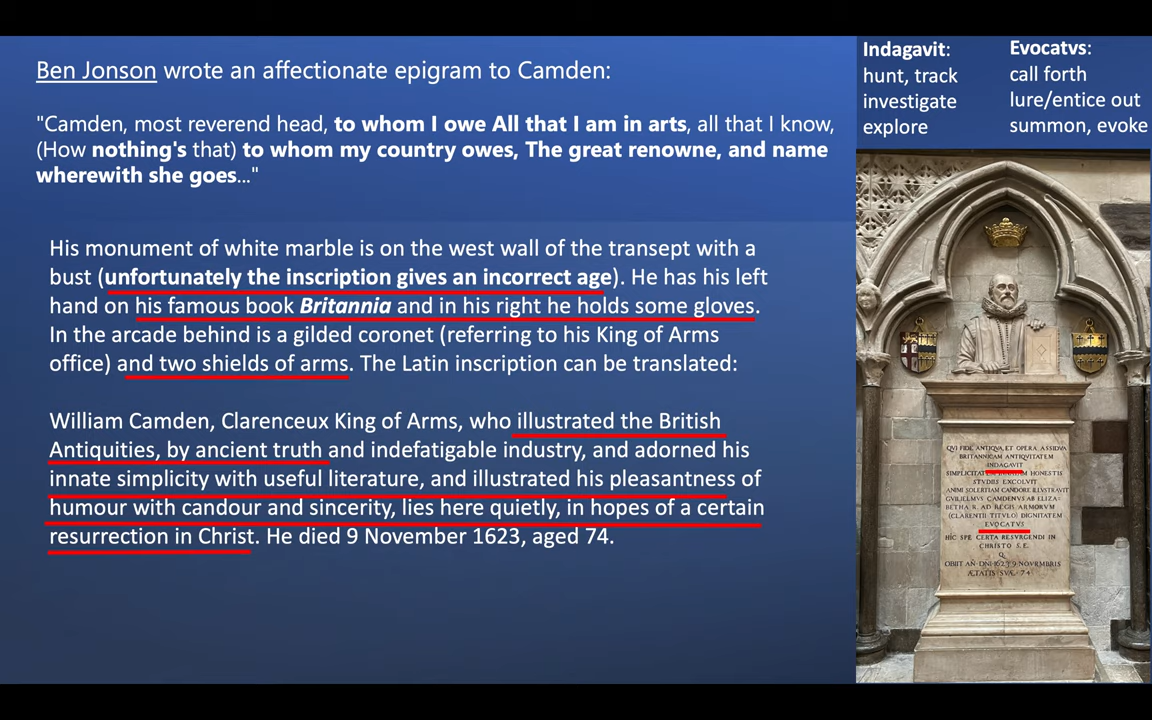 Ben Jonson wrote an affectionate epigram to Camden:
"Camden, most reverend head, to whom I owe All that I am in arts, all that I know,
(How nothing's that) to whom my country owes, The great renowne, and name
wherewith she goes..."
His monument of white marble is on the west wall of the transept with a
bust (unfortunately the inscription gives an incorrect age). He has his left
hand on his famous book Britannia and in his right he holds some gloves.
In the arcade behind is a gilded coronet (referring to his King of Arms
office) and two shields of arms. The Latin inscription can be translated:
William Camden, Clarenceux King of Arms, who illustrated the British
Antiquities, by ancient truth and indefatigable industry, and adorned his
innate simplicity with useful literature, and illustrated his pleasantness of
humour with candour and sincerity, lies here quietly, in hopes of a certain
resurrection in Christ. He died 9 November 1623, aged 74.
Indagavit:
hunt, track
investigate
explore
Evocatvs:
call forth
lure/entice out
summon, evoke
QVI FIDE ANTIQVA, ET OPERA ASSIDVA
BRITANNICAM ANTIQVITATEM
INDAGAVIT
SIMPLICITATEM HONESTIS
STVDIIS EXCOLVIT
ANIMI SOLERTIAM CANDORE ILLVSTRAVIT
GVILIELMVS CAMDENVS AB ELIZA-
BETHA R. AD REGIS ARMORVM
(CLARENTII TITVLO) DIGNITATEM
EVOCATVS
HIC SPE CERTA RESVRGENDI IN
CHRISTO S.E.
Q
OBIIT AN DNI 1623 9 NOVEMBRIS
ÆTATIS SVÆ 74